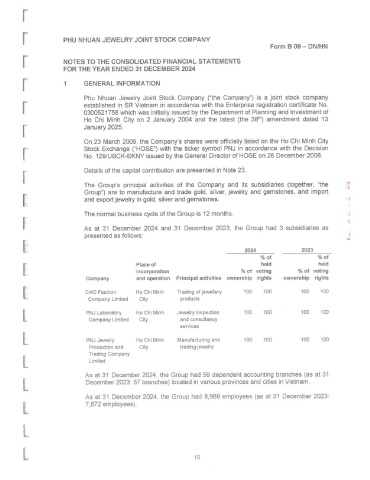 PHU NHUAN JEWELRY JOINT STOCK COMPANY
Form B 09 – DN/HN
NOTES TO THE CONSOLIDATED FINANCIAL STATEMENTS
FOR THE YEAR ENDED 31 DECEMBER 2024
1 GENERAL INFORMATION
Phu Nhuan Jewelry Joint Stock Company ("the Company") is a joint stock company
established in SR Vietnam in accordance with the Enterprise registration certificate No.
0300521758 which was initially issued by the Department of Planning and Investment of
Ho Chi Minh City on 2 January 2004 and the latest (the 38th) amendment dated 13
January 2025.
On 23 March 2009, the Company's shares were officially listed on the Ho Chi Minh City
Stock Exchange ("HOSE") with the ticker symbol PNJ in accordance with the Decision
No. 129/UBCK-ĐKNY issued by the General Director of HOSE on 26 December 2008.
Details of the capital contribution are presented in Note 23.
The Group's principal activities of the Company and its subsidiaries (together, "the
Group") are to manufacture and trade gold, silver, jewelry and gemstones, and import
and export jewelry in gold, silver and gemstones.
The normal business cycle of the Group is 12 months.
As at 31 December 2024 and 31 December 2023, the Group had 3 subsidiaries as
presented as follows:
2024 2023
% of % of
Place of held held
incorporation % of voting % of voting
Company and operation Principal activities ownership rights ownership rights
CAO Fashion Ho Chi Minh Trading of jewellery 100 100 100 100
Company Limited City products
PNJ Laboratory Ho Chi Minh Jewelry inspection 100 100 100 100
Company Limited City and consultancy
services
PNJ Jewelry Ho Chi Minh Manufacturing and 100 100 100 100
Production and City trading jewelry
Trading Company
Limited
As at 31 December 2024, the Group had 59 dependent accounting branches (as at 31
December 2023: 57 branches) located in various provinces and cities in Vietnam.
As at 31 December 2024, the Group had employees (as at 31 December 2023:
employees).
10